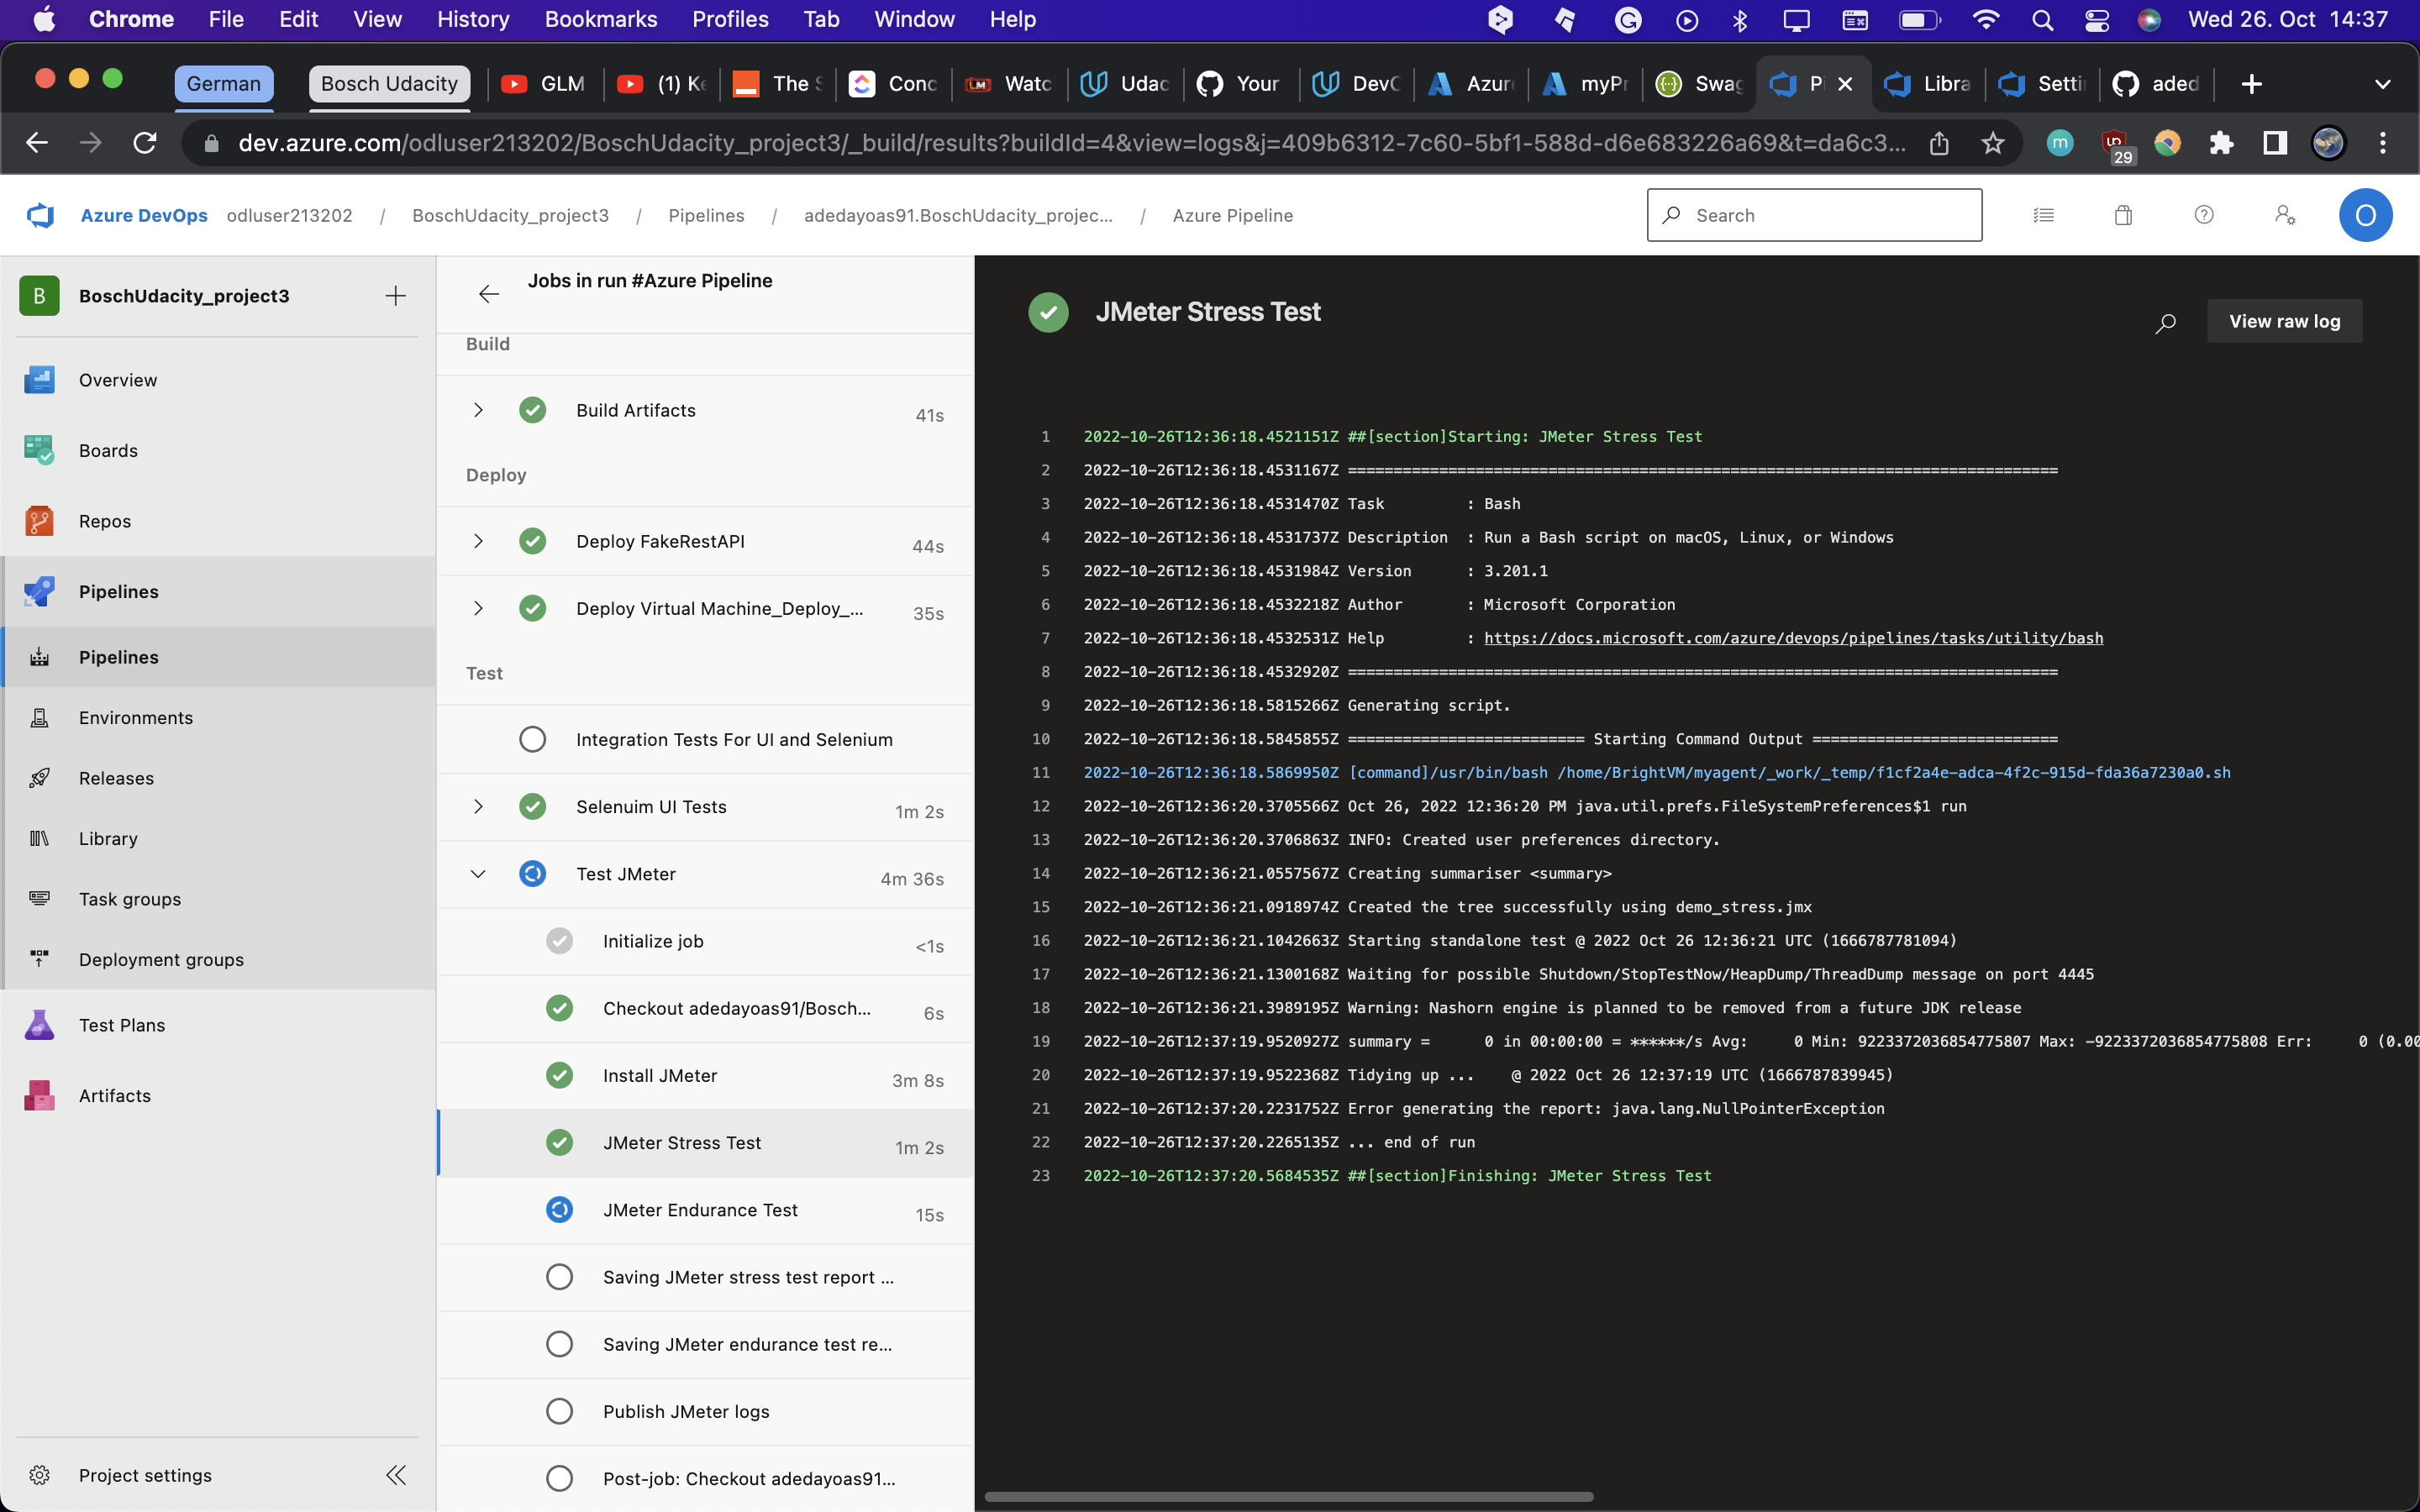 Chrome File Edit View History Bookmarks Profiles Tab Window Help Wed 26. Oct 14:37
German Bosch Udacity GLM (1) Ke The S Conc Watc Udac Your DevC Azure myPr Swag Pi Libra Setti aded
dev.azure.com/odluser213202/BoschUdacity_project3/_build/results?buildId=4&view=logs&j=409b6312-7c60-5bf1-588d-d6e683226a69&t=da6c3... m 29
Azure DevOps odluser213202 / BoschUdacity_project3 / Pipelines / adedayoas91.BoschUdacity_projec... / Azure Pipeline Search O
B BoschUdacity_project3
Overview
Boards
Repos
Pipelines
Pipelines
Environments
Releases
Library
Task groups
Deployment groups
Test Plans
Artifacts
Project settings
Jobs in run #Azure Pipeline
Build
Build Artifacts 41s
Deploy
Deploy FakeRestAPI 44s
Deploy Virtual Machine_Deploy_... 35s
Test
Integration Tests For UI and Selenium
Selenuim UI Tests 1m 2s
Test JMeter 4m 36s
Initialize job <1s
Checkout adedayoas91/Bosch... 6s
Install JMeter 3m 8s
JMeter Stress Test 1m 2s
JMeter Endurance Test 15s
Saving JMeter stress test report ...
Saving JMeter endurance test re...
Publish JMeter logs
Post-job: Checkout adedayoas91...
JMeter Stress Test
View raw log
1 2022-10-26T12:36:18.4521151Z ##[section]Starting: JMeter Stress Test
2 2022-10-26T12:36:18.4531167Z ==============================================================================
3 2022-10-26T12:36:18.4531470Z Task         : Bash
4 2022-10-26T12:36:18.4531737Z Description  : Run a Bash script on macOS, Linux, or Windows
5 2022-10-26T12:36:18.4531984Z Version      : 3.201.1
6 2022-10-26T12:36:18.4532218Z Author       : Microsoft Corporation
7 2022-10-26T12:36:18.4532531Z Help         : https://docs.microsoft.com/azure/devops/pipelines/tasks/utility/bash
8 2022-10-26T12:36:18.4532920Z ==============================================================================
9 2022-10-26T12:36:18.5815266Z Generating script.
10 2022-10-26T12:36:18.5845855Z ========================== Starting Command Output ===========================
11 2022-10-26T12:36:18.5869950Z [command]/usr/bin/bash /home/BrightVM/myagent/_work/_temp/f1cf2a4e-adca-4f2c-915d-fda36a7230a0.sh
12 2022-10-26T12:36:20.3705566Z Oct 26, 2022 12:36:20 PM java.util.prefs.FileSystemPreferences$1 run
13 2022-10-26T12:36:20.3706863Z INFO: Created user preferences directory.
14 2022-10-26T12:36:21.0557567Z Creating summariser <summary>
15 2022-10-26T12:36:21.0918974Z Created the tree successfully using demo_stress.jmx
16 2022-10-26T12:36:21.1042663Z Starting standalone test @ 2022 Oct 26 12:36:21 UTC (1666787781094)
17 2022-10-26T12:36:21.1300168Z Waiting for possible Shutdown/StopTestNow/HeapDump/ThreadDump message on port 4445
18 2022-10-26T12:36:21.3989195Z Warning: Nashorn engine is planned to be removed from a future JDK release
19 2022-10-26T12:37:19.9520927Z summary =      0 in 00:00:00 = ******/s Avg:     0 Min: 9223372036854775807 Max: -9223372036854775808 Err:     0 (0.00
20 2022-10-26T12:37:19.9522368Z Tidying up ...    @ 2022 Oct 26 12:37:19 UTC (1666787839945)
21 2022-10-26T12:37:20.2231752Z Error generating the report: java.lang.NullPointerException
22 2022-10-26T12:37:20.2265135Z ... end of run
23 2022-10-26T12:37:20.5684535Z ##[section]Finishing: JMeter Stress Test